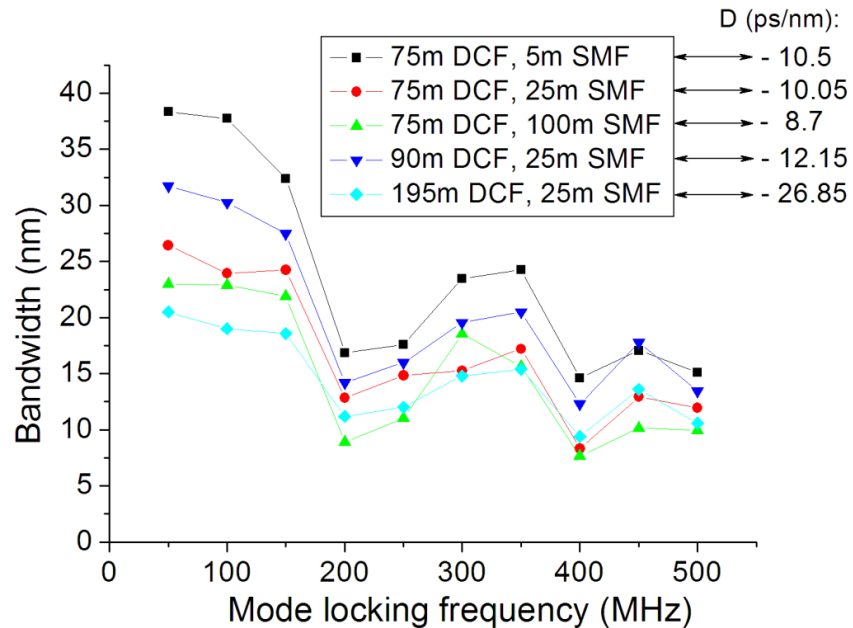 D (ps/nm):
75m DCF, 5m SMF - 10.5
75m DCF, 25m SMF - 10.05
75m DCF, 100m SMF - 8.7
90m DCF, 25m SMF - 12.15
195m DCF, 25m SMF - 26.85
40
35
30
25
20
15
10
5
0
Bandwidth (nm)
0 100 200 300 400 500
Mode locking frequency (MHz)